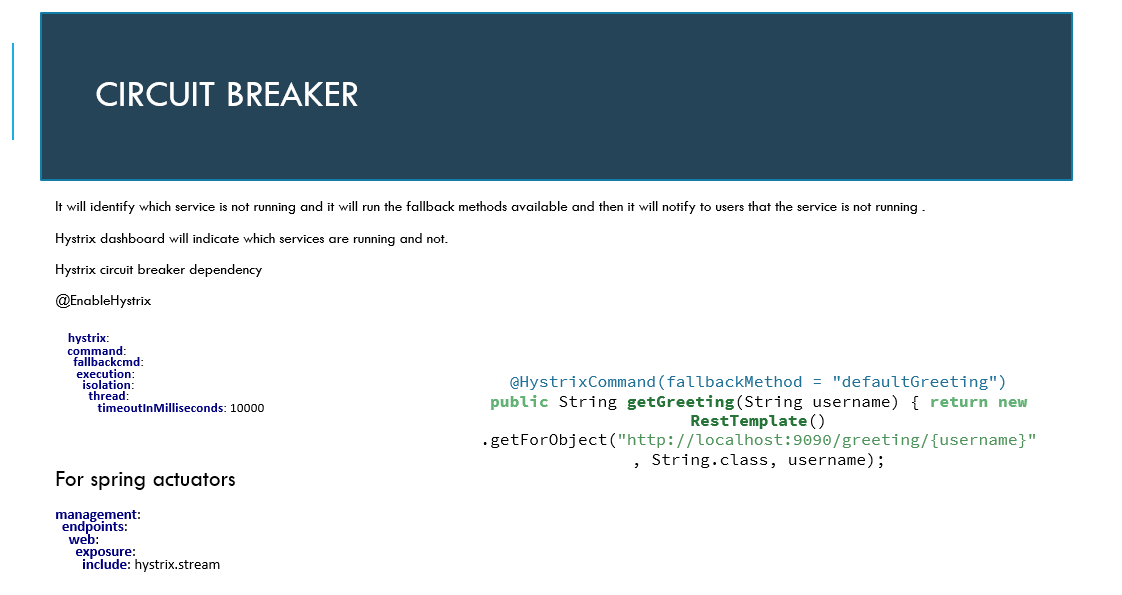 CIRCUIT BREAKER
It will identify which service is not running and it will run the fallback methods available and then it will notify to users that the service is not running .
Hystrix dashboard will indicate which services are running and not.
Hystrix circuit breaker dependency
@EnableHystrix
hystrix:
command:
fallbackcmd:
execution:
isolation:
thread:
timeoutInMilliseconds: 10000
@HystrixCommand(fallbackMethod = "defaultGreeting")
public String getGreeting(String username) { return new
RestTemplate()
.getForObject("http://localhost:9090/greeting/{username}"
, String.class, username);
For spring actuators
management:
endpoints:
web:
exposure:
include: hystrix.stream